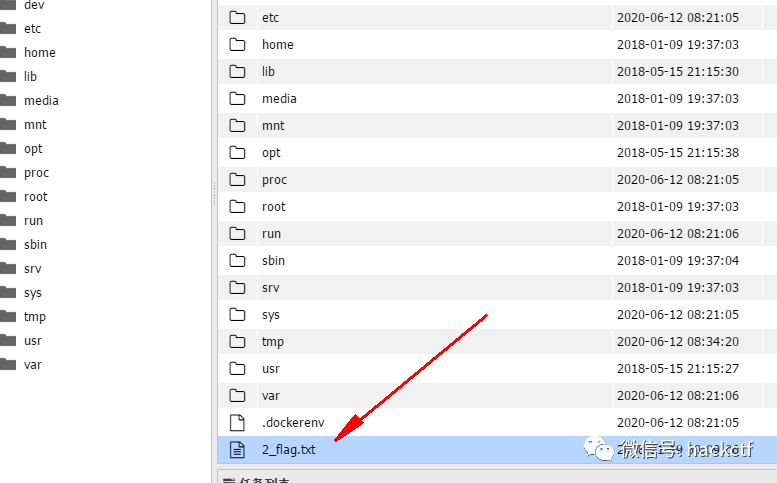 dev
etc
home
lib
media
mnt
opt
proc
root
run
sbin
srv
sys
tmp
usr
var
etc 2020-06-12 08:21:05
home 2018-01-09 19:37:03
lib 2018-05-15 21:15:30
media 2018-01-09 19:37:03
mnt 2018-01-09 19:37:03
opt 2018-05-15 21:15:38
proc 2020-06-12 08:21:05
root 2018-01-09 19:37:03
run 2020-06-12 08:21:06
sbin 2018-01-09 19:37:04
srv 2018-01-09 19:37:03
sys 2020-06-12 08:21:05
tmp 2020-06-12 08:34:20
usr 2018-05-15 21:15:27
var 2020-06-12 08:21:06
.dockerenv 2020-06-12 08:21:05
2_flag.txt
微信号: hackctf
任务列表